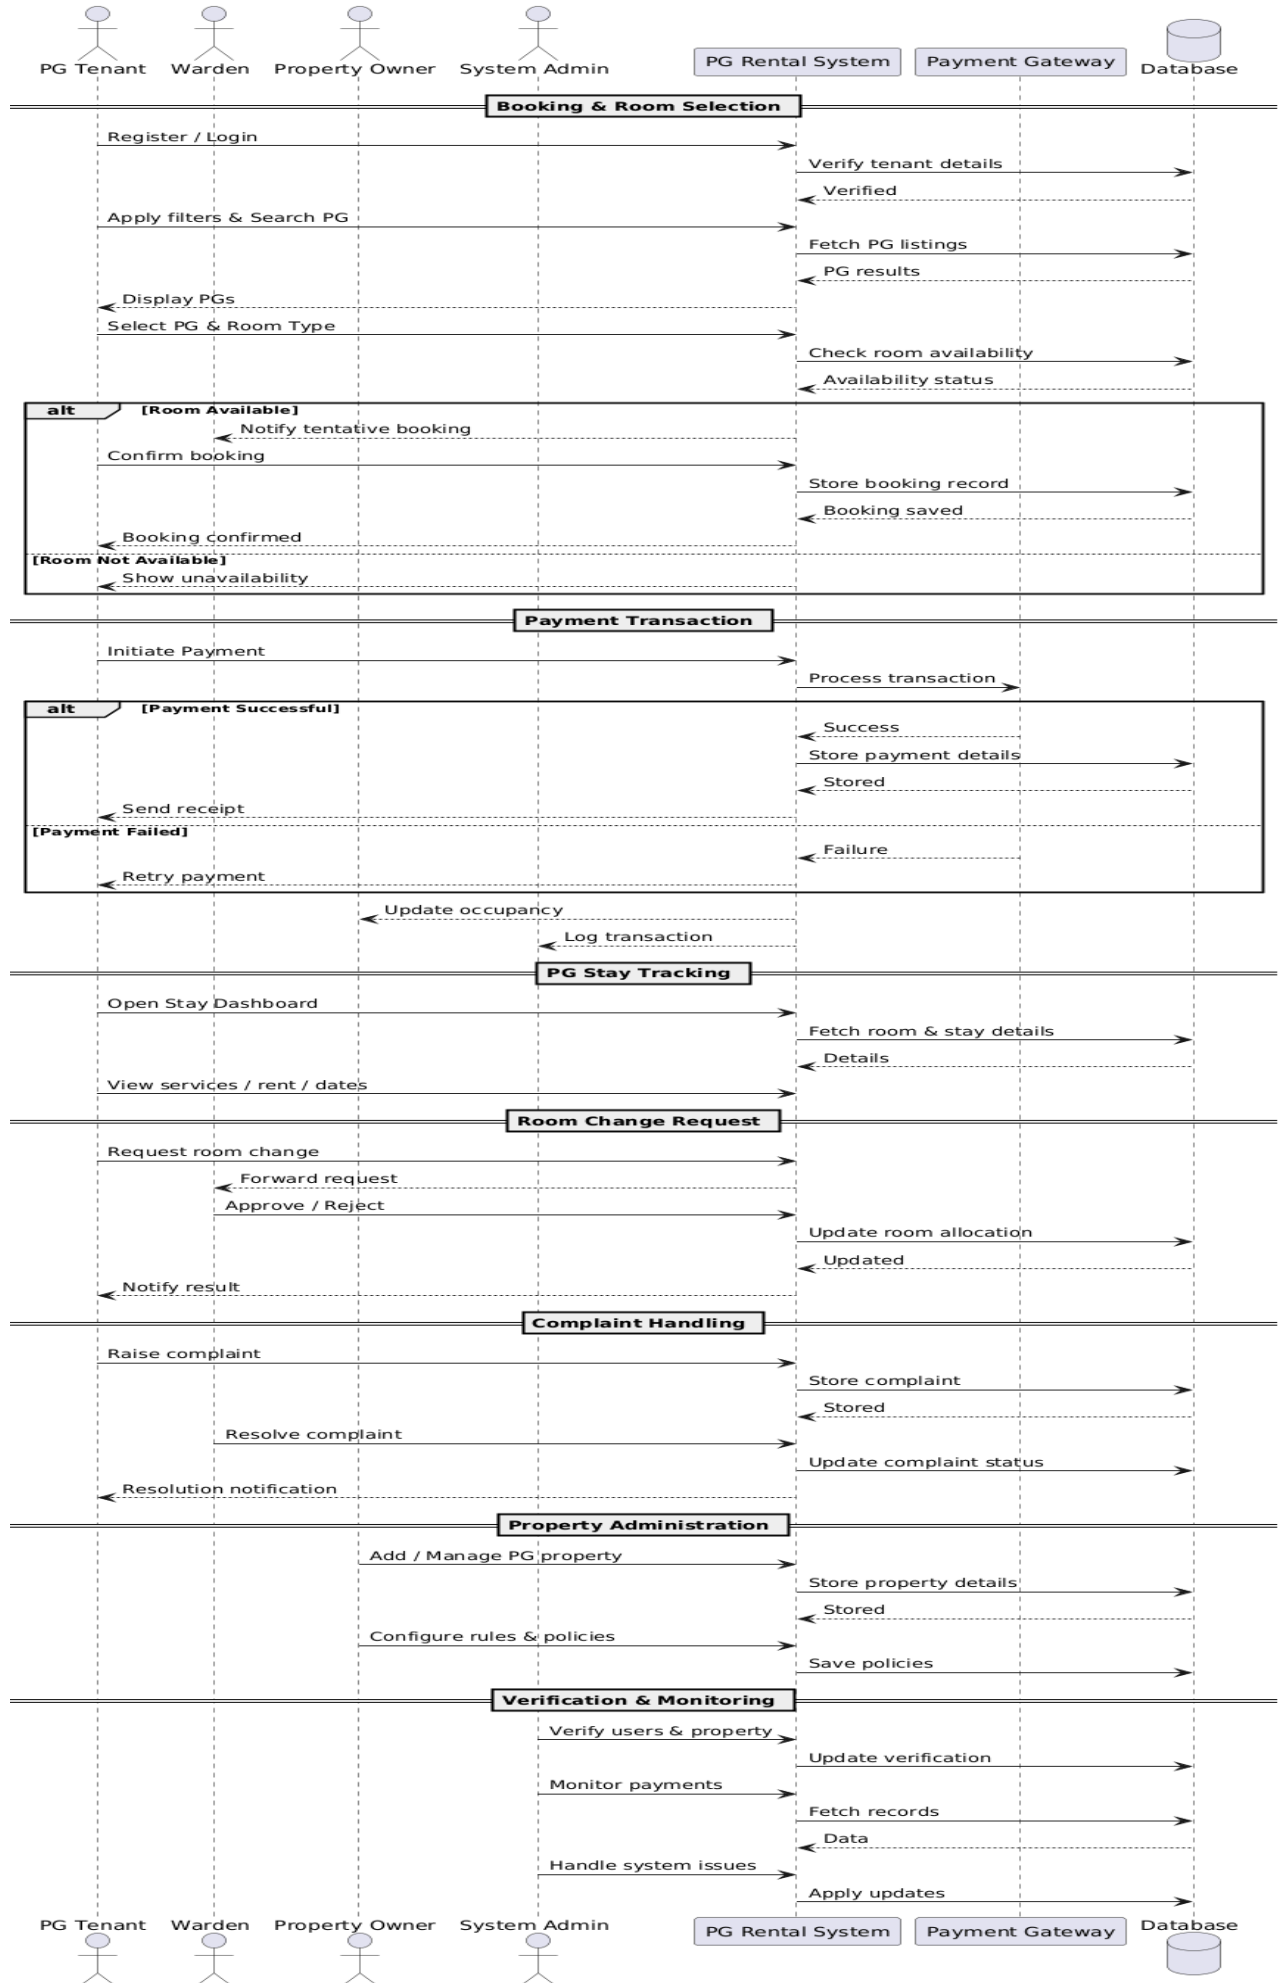 PG Tenant
Warden
Property Owner
System Admin
PG Rental System
Payment Gateway
Database
Booking & Room Selection
Register / Login
Verify tenant details
Verified
Apply filters & Search PG
Fetch PG listings
PG results
Display PGs
Select PG & Room Type
Check room availability
Availability status
alt
[Room Available]
Notify tentative booking
Confirm booking
Store booking record
Booking saved
Booking confirmed
[Room Not Available]
Show unavailability
Payment Transaction
Initiate Payment
Process transaction
alt
[Payment Successful]
Success
Store payment details
Stored
Send receipt
[Payment Failed]
Failure
Retry payment
Update occupancy
Log transaction
PG Stay Tracking
Open Stay Dashboard
Fetch room & stay details
Details
View services / rent / dates
Room Change Request
Request room change
Forward request
Approve / Reject
Update room allocation
Updated
Notify result
Complaint Handling
Raise complaint
Store complaint
Stored
Resolve complaint
Update complaint status
Resolution notification
Property Administration
Add / Manage PG property
Store property details
Stored
Configure rules & policies
Save policies
Verification & Monitoring
Verify users & property
Update verification
Monitor payments
Fetch records
Data
Handle system issues
Apply updates
PG Tenant
Warden
Property Owner
System Admin
PG Rental System
Payment Gateway
Database